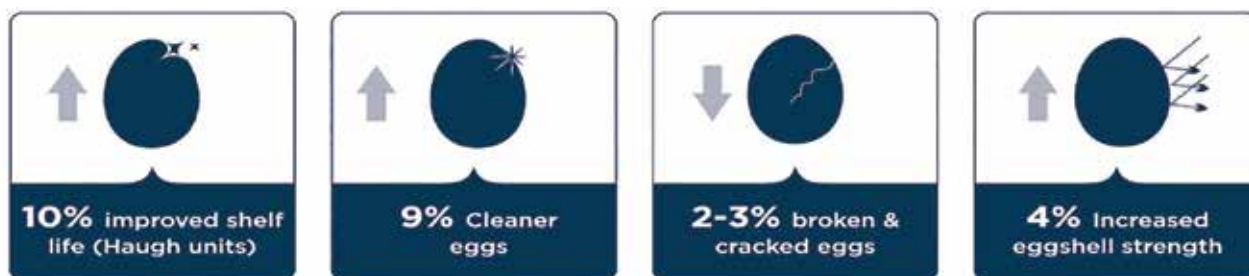 10% improved shelf
life (Haugh units)
9% Cleaner
eggs
2-3% broken &
cracked eggs
4% Increased
eggshell strength